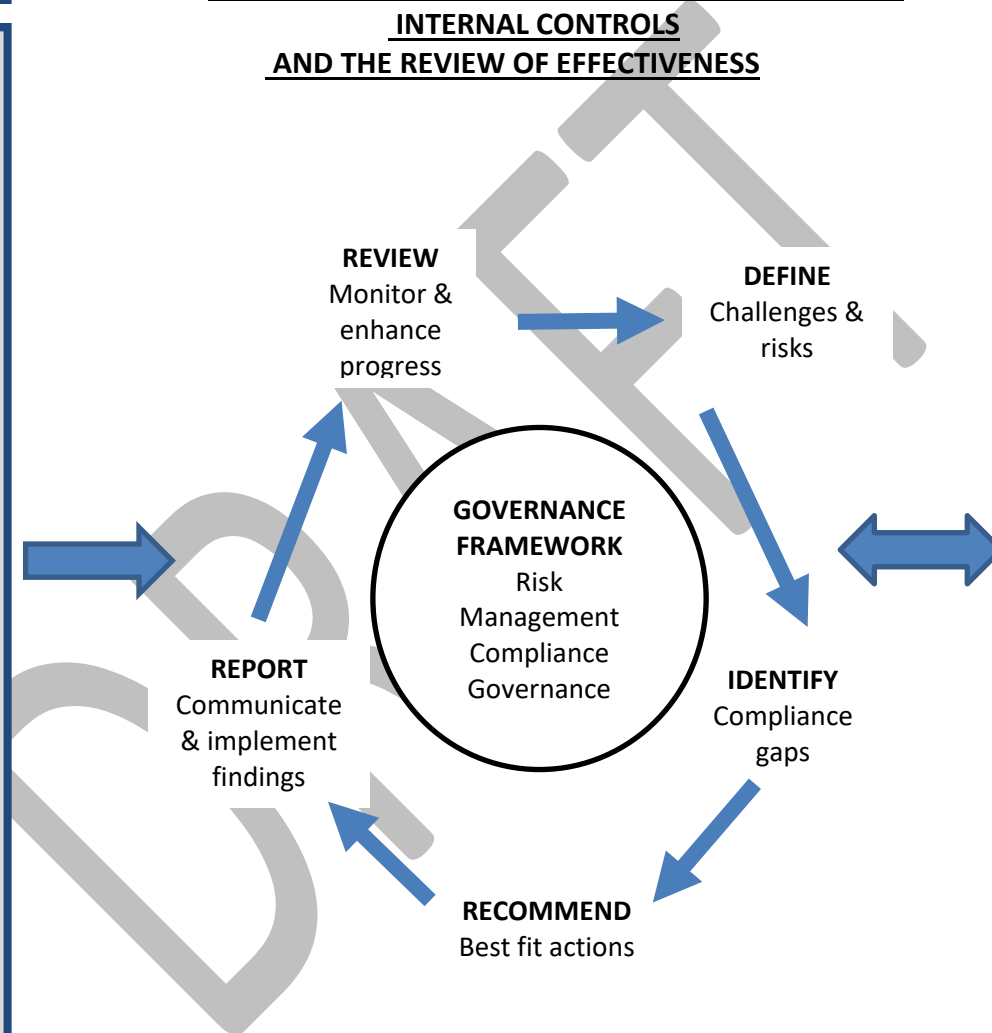 INTERNAL CONTROLS
AND THE REVIEW OF EFFECTIVENESS
REVIEW
Monitor &
enhance
progress
DEFINE
Challenges &
risks
GOVERNANCE
FRAMEWORK
Risk
Management
Compliance
Governance
REPORT
Communicate
& implement
findings
IDENTIFY
Compliance
gaps
RECOMMEND
Best fit actions
DRAFT